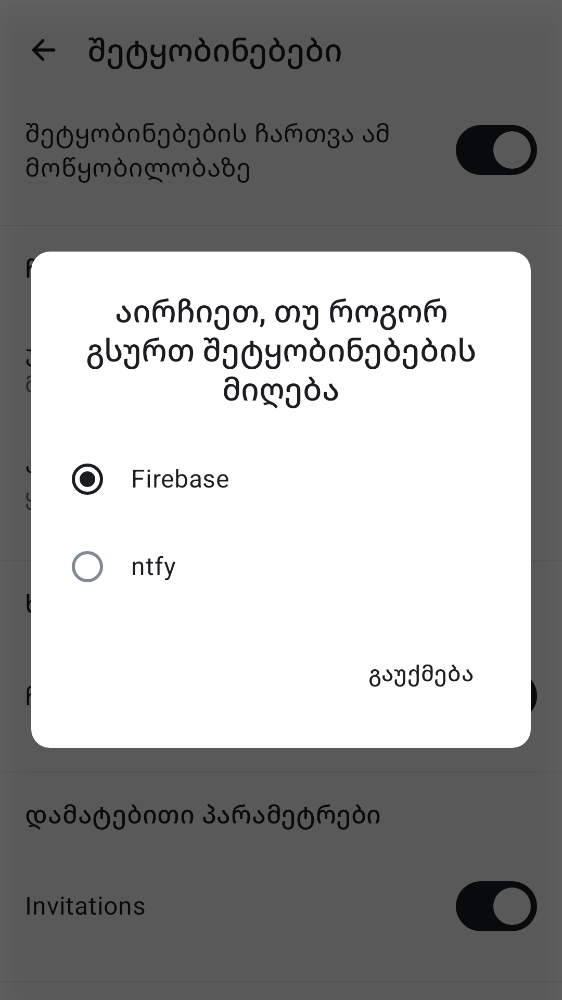 შეტყობინებები
შეტყობინებების ჩართვა ამ
მოწყობილობაზე
აირჩიეთ, თუ როგორ
გსურთ შეტყობინებების
მიღება
Firebase
ntfy
გაუქმება
დამატებითი პარამეტრები
Invitations